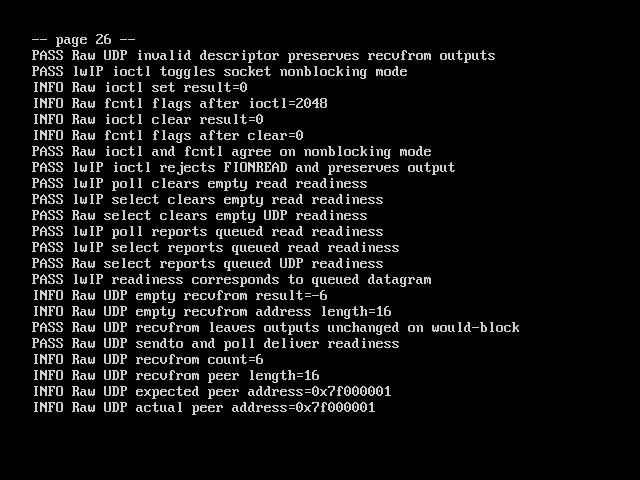 -- page 26 --
PASS Raw UDP invalid descriptor preserves recvfrom outputs
PASS lwIP ioctl toggles socket nonblocking mode
INFO Raw ioctl set result=0
INFO Raw fcntl flags after ioctl=2048
INFO Raw ioctl clear result=0
INFO Raw fcntl flags after clear=0
PASS Raw ioctl and fcntl agree on nonblocking mode
PASS lwIP ioctl rejects FIONREAD and preserves output
PASS lwIP poll clears empty read readiness
PASS lwIP select clears empty read readiness
PASS Raw select clears empty UDP readiness
PASS lwIP poll reports queued read readiness
PASS lwIP select reports queued read readiness
PASS Raw select reports queued UDP readiness
PASS lwIP readiness corresponds to queued datagram
INFO Raw UDP empty recvfrom result=-6
INFO Raw UDP empty recvfrom address length=16
PASS Raw UDP recvfrom leaves outputs unchanged on would-block
PASS Raw UDP sendto and poll deliver readiness
INFO Raw UDP recvfrom count=6
INFO Raw UDP recvfrom peer length=16
INFO Raw UDP expected peer address=0x7f000001
INFO Raw UDP actual peer address=0x7f000001